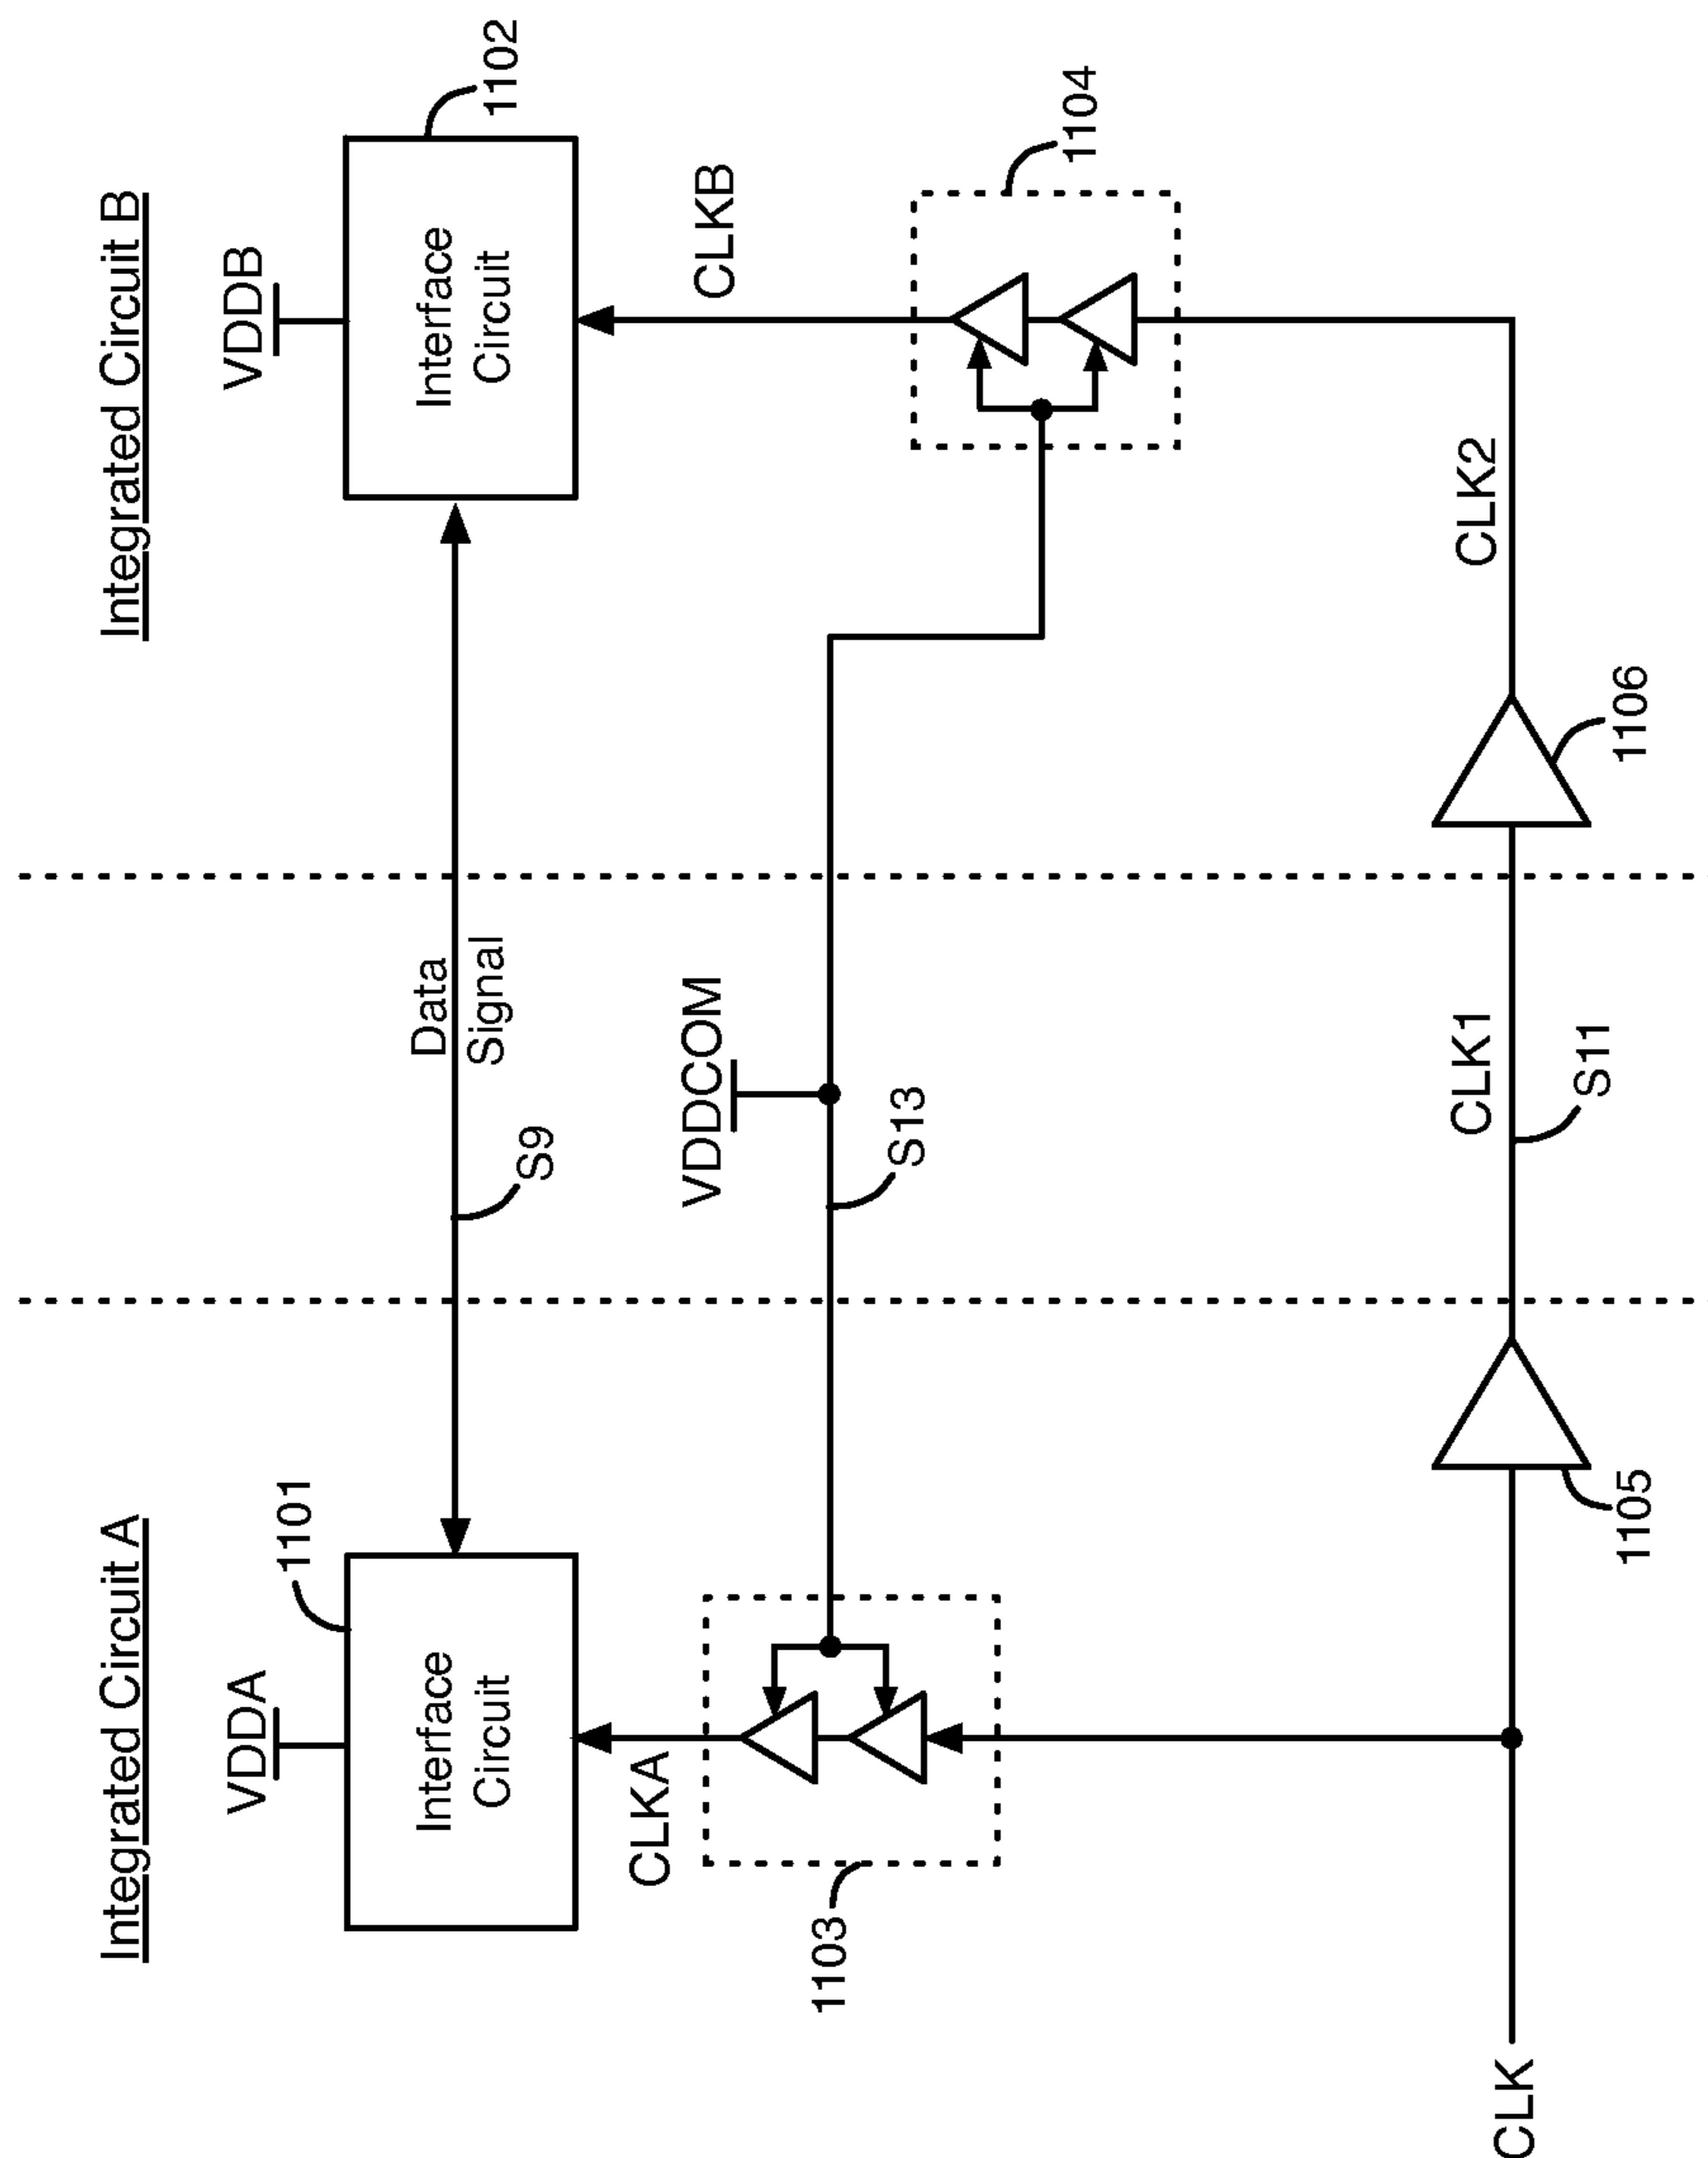 Integrated Circuit A
Integrated Circuit B
VDDA
VDDB
1101
Interface
Circuit
Data
Signal
S9
Interface
Circuit
1102
CLKA
VDDCOM
CLKB
1103
S13
1104
CLK
1105
CLK1
S11
1106
CLK2